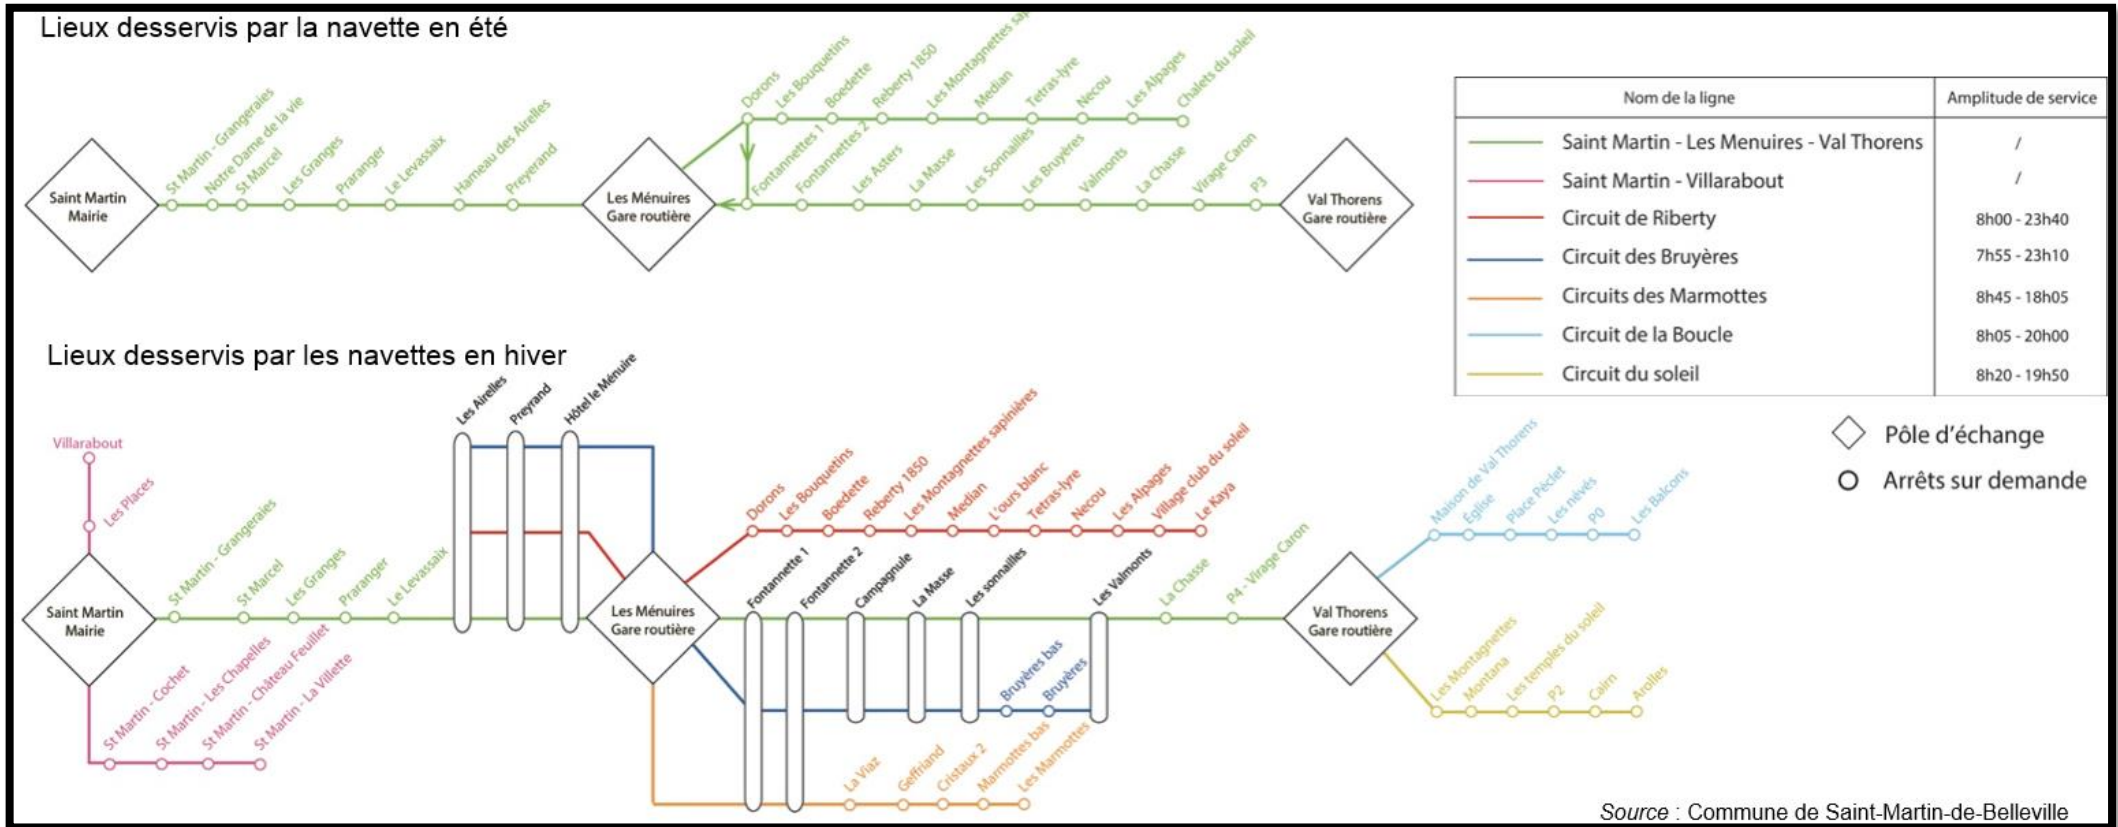 Lieux desservis par la navette en été
Saint Martin
Mairie
St Martin - Grangeraies
Notre Dame de la vie
St Marcel
Les Granges
Praranger
Le Levassaix
Hameau des Airelles
Preyerand
Les Ménuires
Gare routière
Dorons
Les Bouquetins
Boedette
Reberty 1850
Les Montagnettes
Median
Tetras-lyre
Necou
Les Alpages
Chalets du soleil
Fontannettes 1
Fontannettes 2
Les Asters
La Masse
Les Sonnailles
Les Bruyères
Valmonts
La Chasse
Virage Caron
P3
Val Thorens
Gare routière
Nom de la ligne
Amplitude de service
Saint Martin - Les Menuires - Val Thorens
/
Saint Martin - Villarabout
/
Circuit de Riberty
8h00 - 23h40
Circuit des Bruyères
7h55 - 23h10
Circuits des Marmottes
8h45 - 18h05
Circuit de la Boucle
8h05 - 20h00
Circuit du soleil
8h20 - 19h50
Pôle d'échange
Arrêts sur demande
Lieux desservis par les navettes en hiver
Villarabout
Les Places
Saint Martin
Mairie
St Martin - Grangeraies
St Marcel
Les Granges
Praranger
Le Levassaix
Les Airelles
Preyrand
Hôtel le Ménuire
St Martin - Cochet
St Martin - Les Chapelles
St Martin - Château Feuillet
St Martin - La Villette
Les Ménuires
Gare routière
Dorons
Les Bouquetins
Boedette
Reberty 1850
Les Montagnettes sapinières
Median
L'ours blanc
Tetras-lyre
Necou
Les Alpages
Village club du soleil
Le Kaya
Fontannette 1
Fontannette 2
Campagnule
La Masse
Les sonnailles
Les Valmonts
La Chasse
P4 - Virage Caron
Bruyères bas
Bruyères
La Viaz
Geffriand
Cristaux 2
Marmottes bas
Les Marmottes
Val Thorens
Gare routière
Maison de Val Thorens
Eglise
Place Péclet
Les névés
P0
Les Balcons
Les Montagnettes
Montana
Les temples du soleil
P2
Cairn
Arolles
Source : Commune de Saint-Martin-de-Belleville